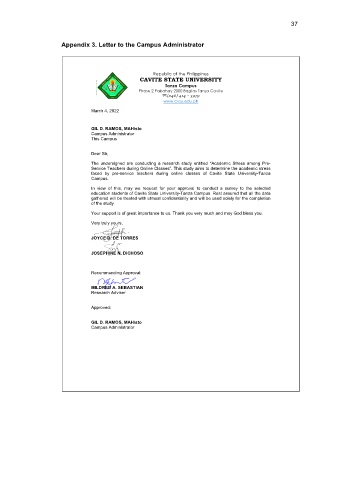 37
Appendix 3. Letter to the Campus Administrator
Republic of the Philippines
CAVITE STATE UNIVERSITY
Tanza Campus
Phase 2 Pabahay 2000 Bagtas Tanza Cavite
www.cvsu.edu.ph
March 4, 2022
GIL D. RAMOS, MAHisto
Campus Administrator
This Campus
Dear Sir,
The undersigned are conducting a research study entitled "Academic Stress among Pre-
Service Teachers during Online Classes". This study aims to determine the academic stress
faced by pre-service teachers during online classes of Cavite State University-Tanza
Campus.
In view of this, may we request for your approval to conduct a survey to the selected
education students of Cavite State University-Tanza Campus. Rest assured that all the data
gathered will be treated with utmost confidentiality and will be used solely for the completion
of the study.
Your support is of great importance to us. Thank you very much and may God bless you.
Very truly yours,
JOYCE G. DE TORRES
JOSEPHINE N. DICHOSO
Recommending Approval:
MILDRED A. SEBASTIAN
Research Adviser
Approved:
GIL D. RAMOS, MAHisto
Campus Administrator